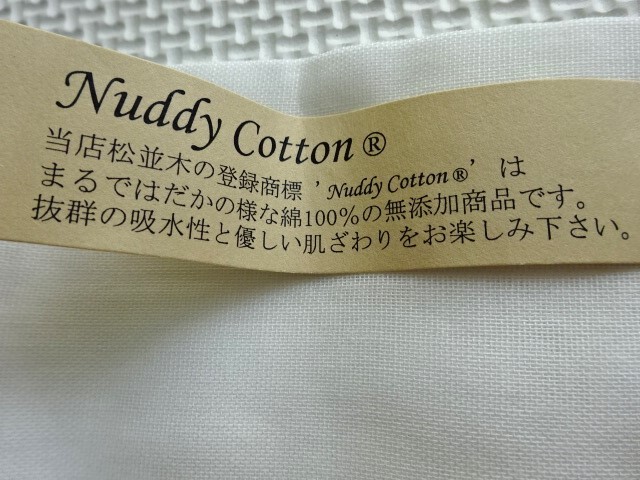 Nuddy Cotton®
当店松並木の登録商標 ’Nuddy Cotton®’ は
まるではだかの様な綿100%の無添加商品です。
抜群の吸水性と優しい肌ざわりをお楽しみ下さい。